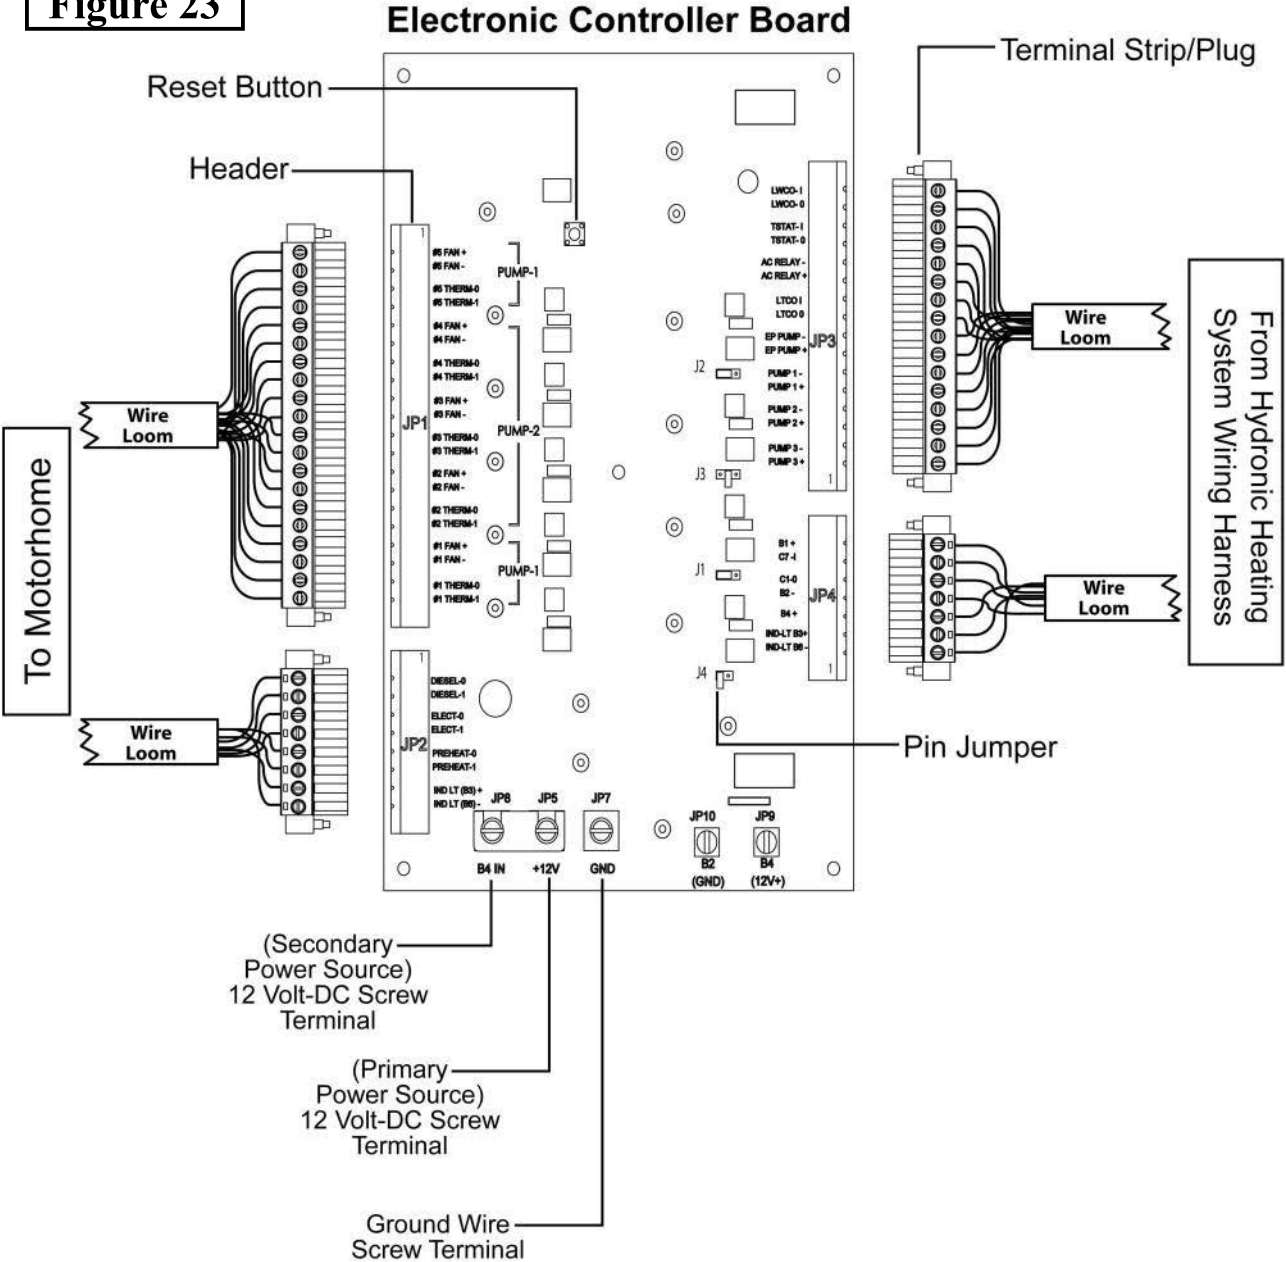 Figure 23
Electronic Controller Board
Terminal Strip/Plug
Reset Button
Header
1
#5 FAN +
#5 FAN -
#5 THERM-0
#5 THERM-1
PUMP-1
#4 FAN +
#4 FAN -
#4 THERM-0
#4 THERM-1
#3 FAN +
#3 FAN -
JP1
PUMP-2
#3 THERM-0
#3 THERM-1
#2 FAN +
#2 FAN -
#2 THERM-0
#2 THERM-1
#1 FAN +
#1 FAN -
PUMP-1
#1 THERM-0
#1 THERM-1
Wire
Loom
To Motorhome
1
DIESEL-0
DIESEL-1
ELECT-0
ELECT-1
JP2
PREHEAT-0
PREHEAT-1
IND LT (B3) +
IND LT (B6) -
Wire
Loom
LWCO- I
LWCO- 0
TSTAT- I
TSTAT- 0
AC RELAY -
AC RELAY +
LTCO I
LTCO 0
EP PUMP -
EP PUMP +
JP3
J2
PUMP 1 -
PUMP 1 +
PUMP 2 -
PUMP 2 +
PUMP 3 -
PUMP 3 +
J3
1
Wire
Loom
From Hydronic Heating
System Wiring Harness
B1 +
C7 -I
J1
C1-0
B2 -
JP4
B4 +
IND-LT B3+
IND-LT B6 -
J4
1
Wire
Loom
Pin Jumper
JP6
JP5
JP7
JP10
JP9
B4 IN
+12V
GND
B2
(GND)
B4
(12V+)
(Secondary
Power Source)
12 Volt-DC Screw
Terminal
(Primary
Power Source)
12 Volt-DC Screw
Terminal
Ground Wire
Screw Terminal